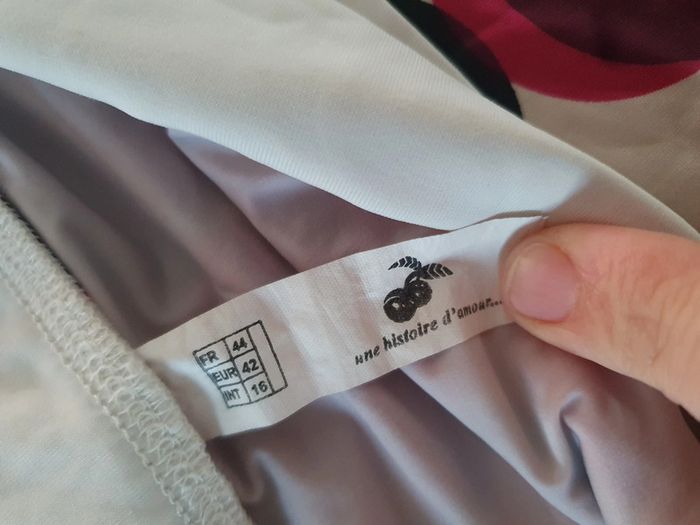 FR 44
EUR 42
INT 16
une histoire d'amour...